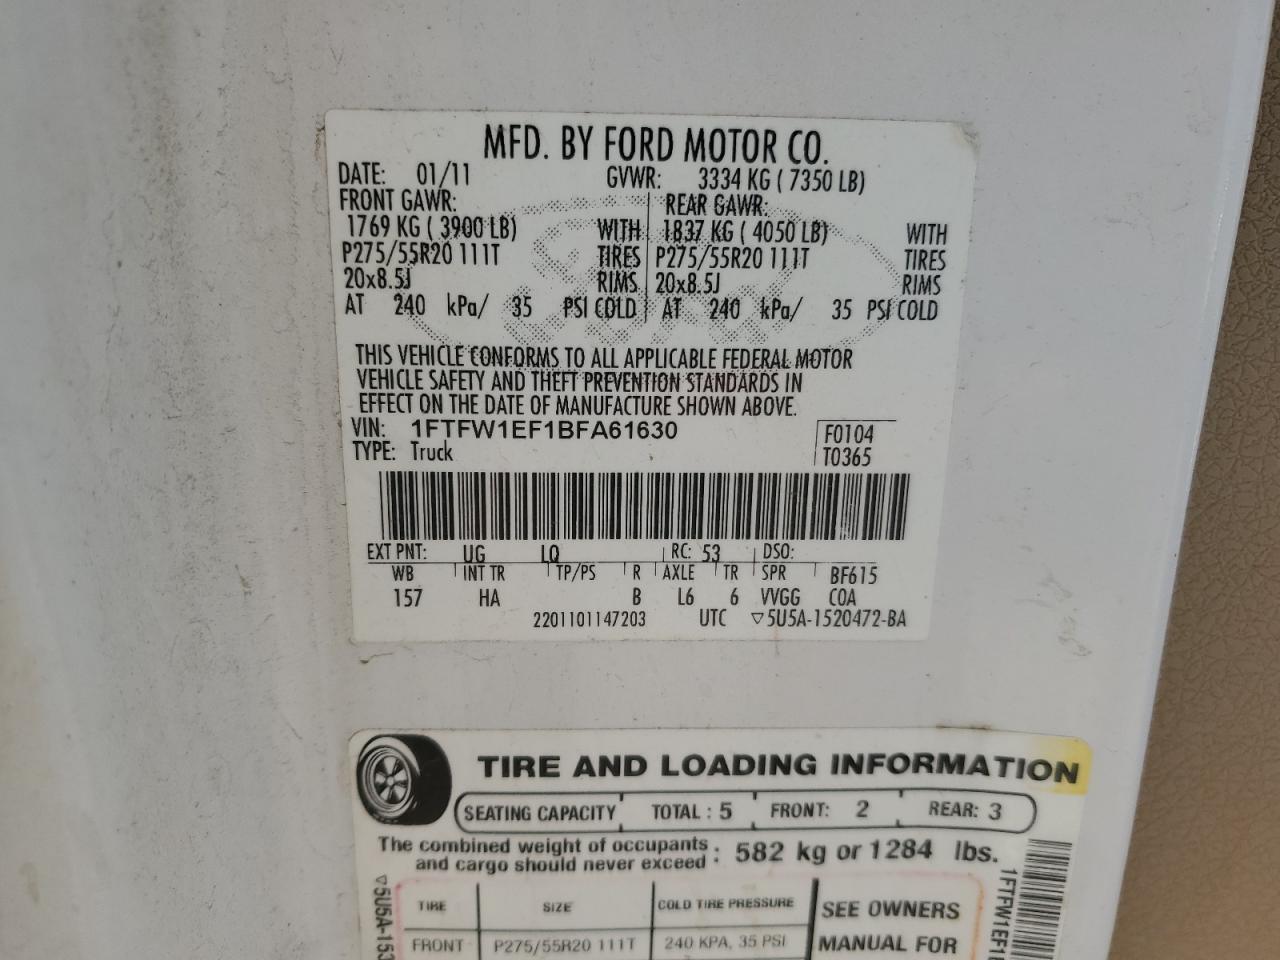 MFD. BY FORD MOTOR CO.
DATE: 01/11 GVWR: 3334 KG ( 7350 LB)
FRONT GAWR: REAR GAWR:
1769 KG ( 3900 LB) WITH 1837 KG ( 4050 LB) WITH
P275/55R20 111T TIRES P275/55R20 111T TIRES
20x8.5J RIMS 20x8.5J RIMS
AT 240 kPa/ 35 PSI COLD AT 240 kPa/ 35 PSI COLD
THIS VEHICLE CONFORMS TO ALL APPLICABLE FEDERAL MOTOR
VEHICLE SAFETY AND THEFT PREVENTION STANDARDS IN
EFFECT ON THE DATE OF MANUFACTURE SHOWN ABOVE.
VIN: 1FTFW1EF1BFA61630 F0104
TYPE: Truck T0365
EXT PNT: UG LQ RC: 53 DSO:
WB INT TR TP/PS R AXLE TR SPR BF615
157 HA B L6 6 VVGG COA
2201101147203 UTC ▽5U5A-1520472-BA
TIRE AND LOADING INFORMATION
SEATING CAPACITY TOTAL : 5 FRONT: 2 REAR: 3
The combined weight of occupants
and cargo should never exceed : 582 kg or 1284 lbs.
TIRE SIZE COLD TIRE PRESSURE SEE OWNERS
FRONT P275/55R20 111T 240 KPA, 35 PSI MANUAL FOR
▽5U5A-153
1FTFW1EF1